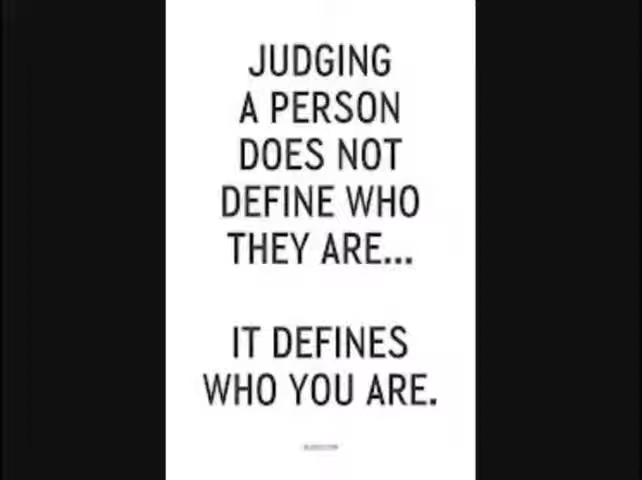 JUDGING
A PERSON
DOES NOT
DEFINE WHO
THEY ARE...
IT DEFINES
WHO YOU ARE.